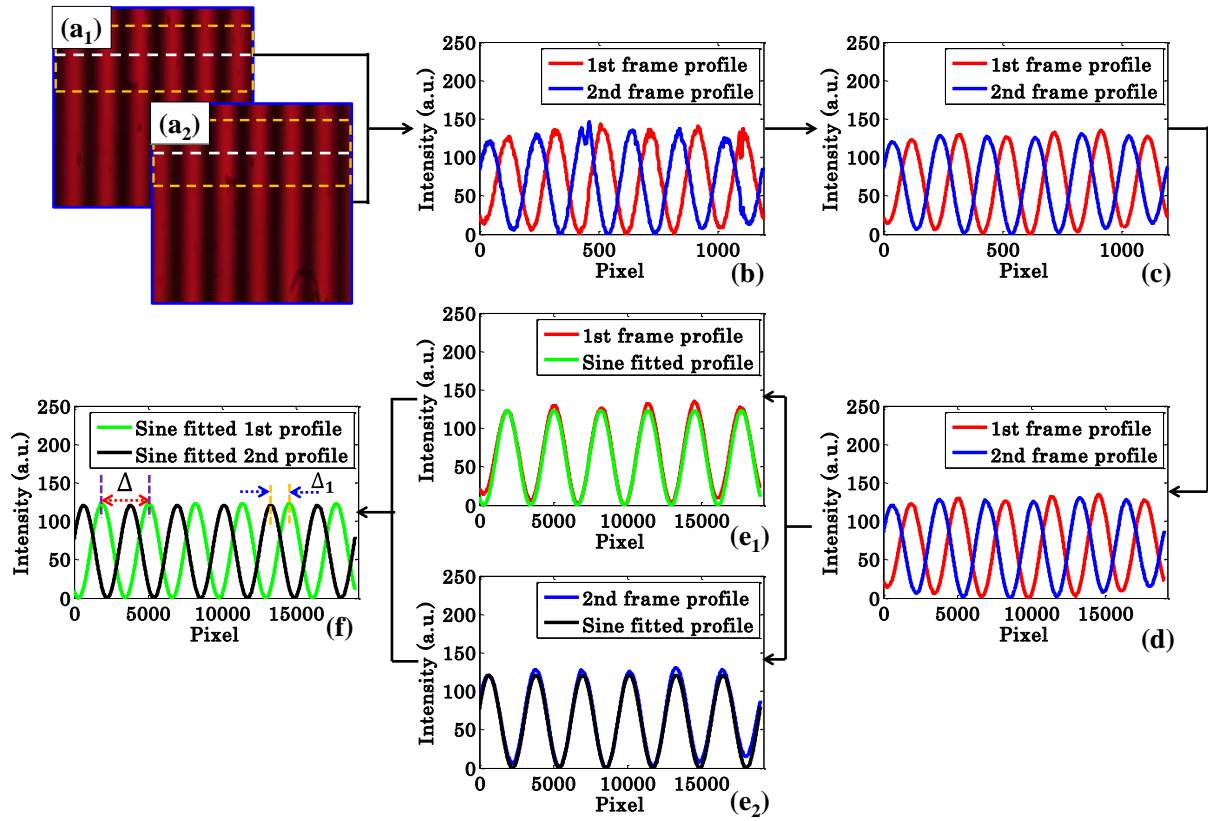 (a₁)
(a₂)
250
200
150
100
50
0
Intensity (a.u.)
1st frame profile
2nd frame profile
0
500
1000
Pixel
(b)
250
200
150
100
50
0
Intensity (a.u.)
1st frame profile
2nd frame profile
0
500
1000
Pixel
(c)
250
200
150
100
50
0
Intensity (a.u.)
1st frame profile
Sine fitted profile
0
5000
10000
15000
Pixel
(e₁)
250
200
150
100
50
0
Intensity (a.u.)
Sine fitted 1st profile
Sine fitted 2nd profile
Δ
Δ₁
0
5000
10000
15000
Pixel
(f)
250
200
150
100
50
0
Intensity (a.u.)
1st frame profile
2nd frame profile
0
5000
10000
15000
Pixel
(d)
250
200
150
100
50
0
Intensity (a.u.)
2nd frame profile
Sine fitted profile
0
5000
10000
15000
Pixel
(e₂)